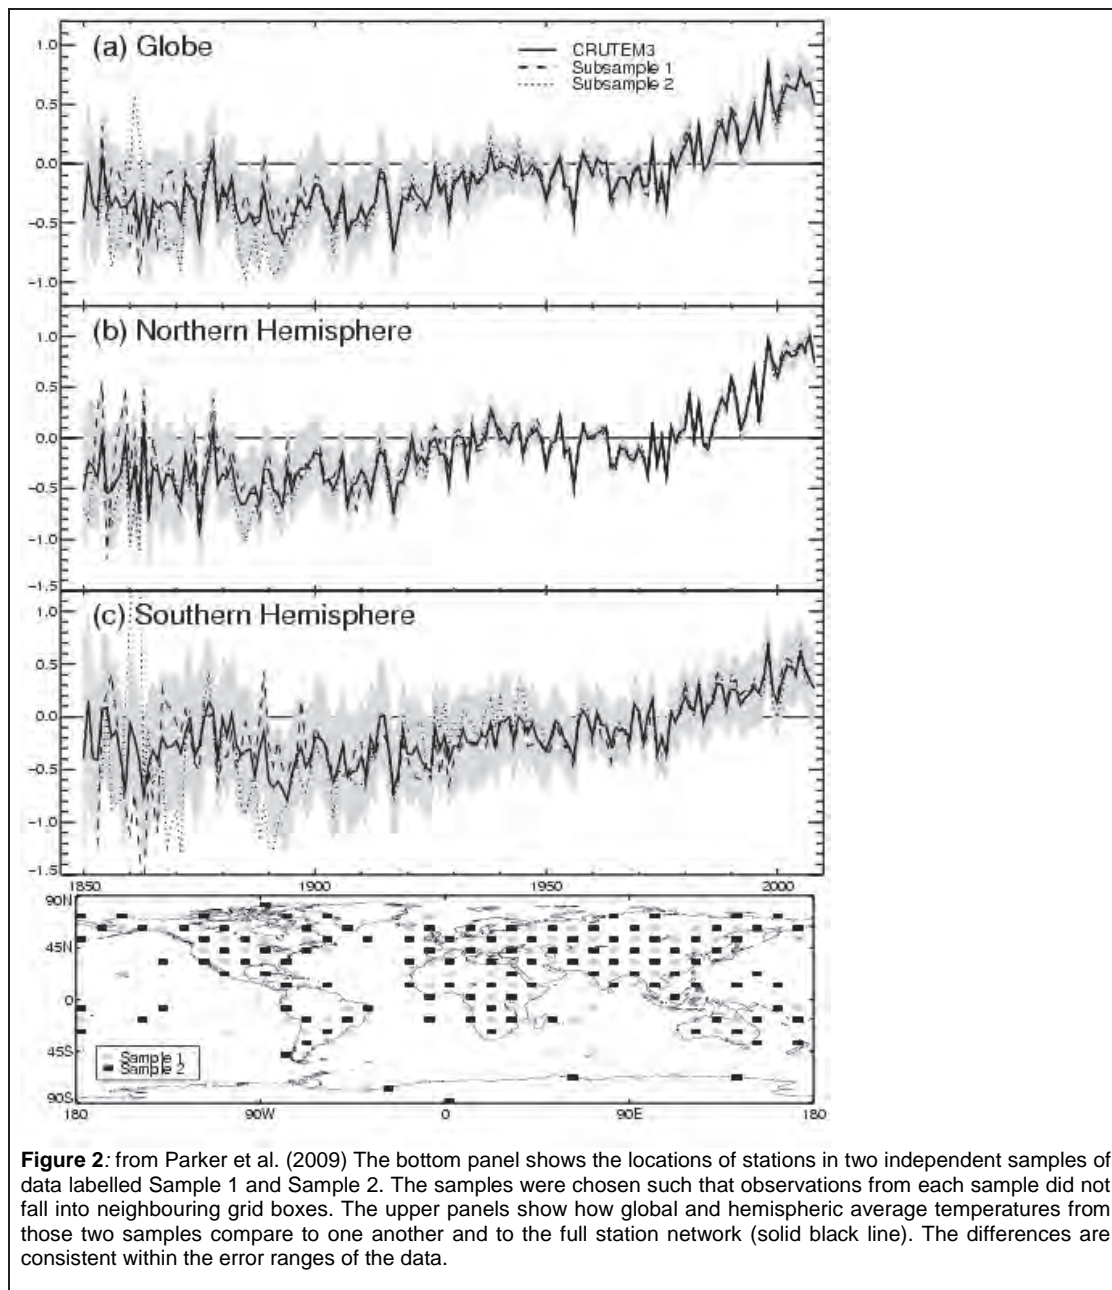 (a) Globe
CRUTEM3
Subsample 1
Subsample 2
1.0
0.5
0.0
−0.5
−1.0
(b) Northern Hemisphere
1.0
0.5
0.0
−0.5
−1.0
−1.5
(c) Southern Hemisphere
1.0
0.5
0.0
−0.5
−1.0
−1.5
1850 1900 1950 2000
90N
45N
0
45S
90S
Sample 1
Sample 2
180 90W 0 90E 180
Figure 2: from Parker et al. (2009) The bottom panel shows the locations of stations in two independent samples of
data labelled Sample 1 and Sample 2. The samples were chosen such that observations from each sample did not
fall into neighbouring grid boxes. The upper panels show how global and hemispheric average temperatures from
those two samples compare to one another and to the full station network (solid black line). The differences are
consistent within the error ranges of the data.